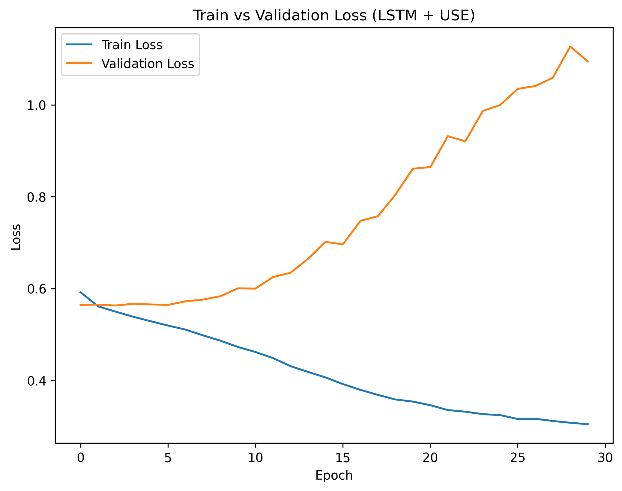 Train vs Validation Loss (LSTM + USE)
Train Loss
Validation Loss
1.0
0.8
0.6
0.4
Loss
0 5 10 15 20 25 30
Epoch